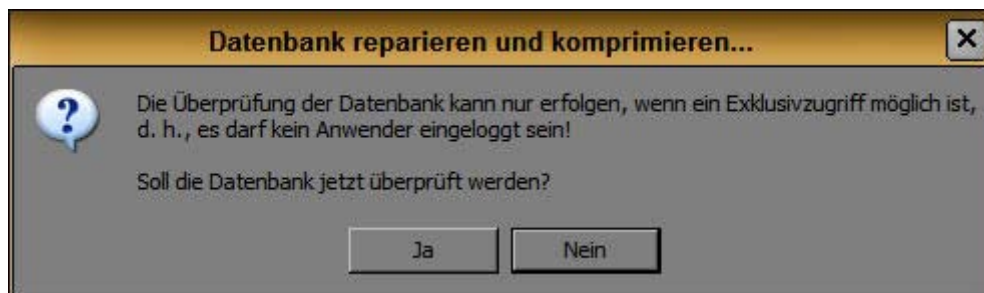 Datenbank reparieren und komprimieren...
Die Überprüfung der Datenbank kann nur erfolgen, wenn ein Exklusivzugriff möglich ist,
d. h., es darf kein Anwender eingeloggt sein!
Soll die Datenbank jetzt überprüft werden?
Ja
Nein